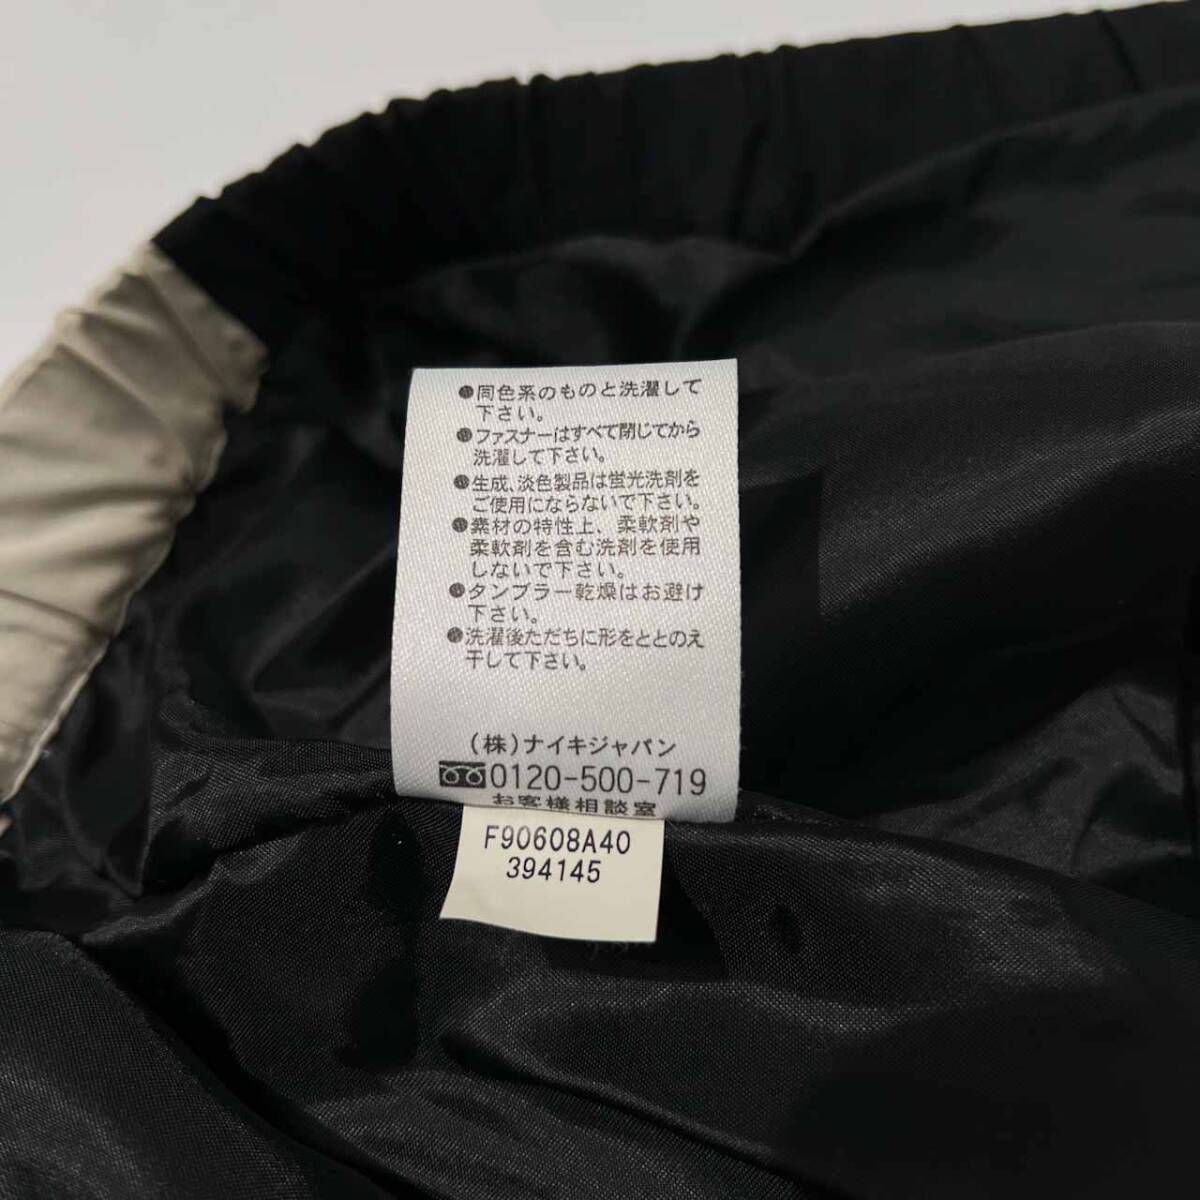 ●同色系のものと洗濯して
下さい。
●ファスナーはすべて閉じてから
洗濯して下さい。
●生成、淡色製品は蛍光洗剤を
ご使用にならないで下さい。
●素材の特性上、柔軟剤や
柔軟剤を含む洗剤を使用
しないで下さい。
●タンブラー乾燥はお避け
下さい。
●洗濯後ただちに形をととのえ
干して下さい。
(株)ナイキジャパン
0120-500-719
お客様相談室
F90608A40
394145